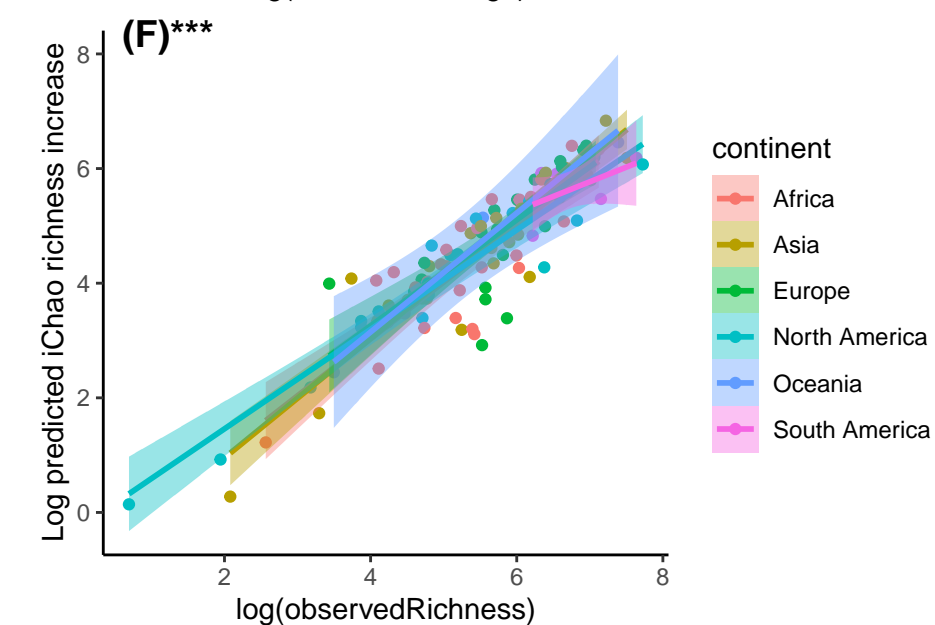 (F)***
Log predicted iChao richness increase
8
6
4
2
0
2 4 6 8
log(observedRichness)
continent
Africa
Asia
Europe
North America
Oceania
South America